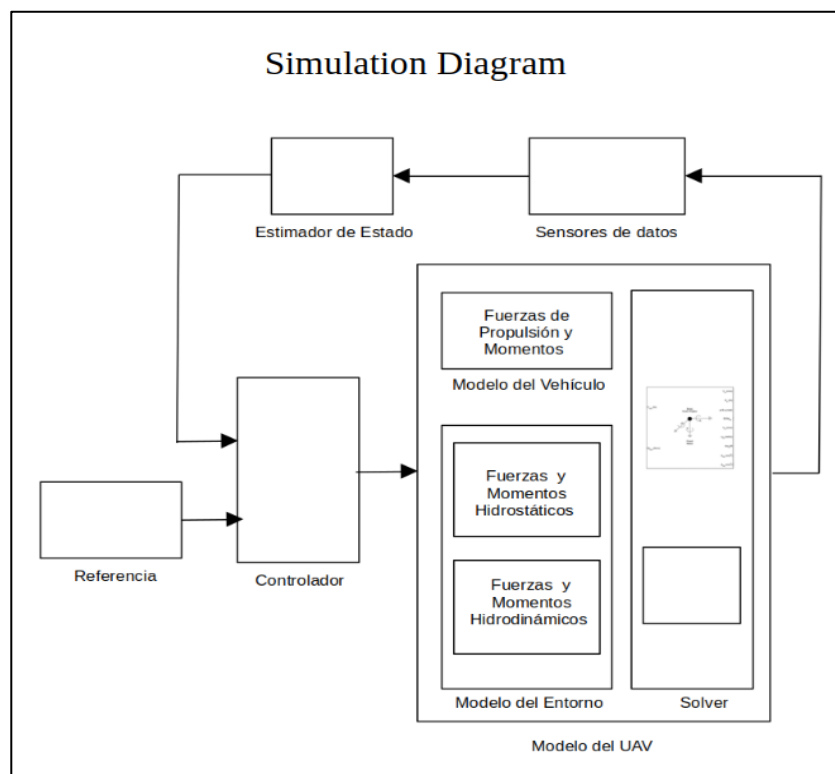 Simulation Diagram
Estimador de Estado
Sensores de datos
Fuerzas de
Propulsión y
Momentos
Modelo del Vehículo
Fuerzas y
Momentos
Hidrostáticos
Referencia
Controlador
Fuerzas y
Momentos
Hidrodinámicos
Modelo del Entorno
Solver
Modelo del UAV